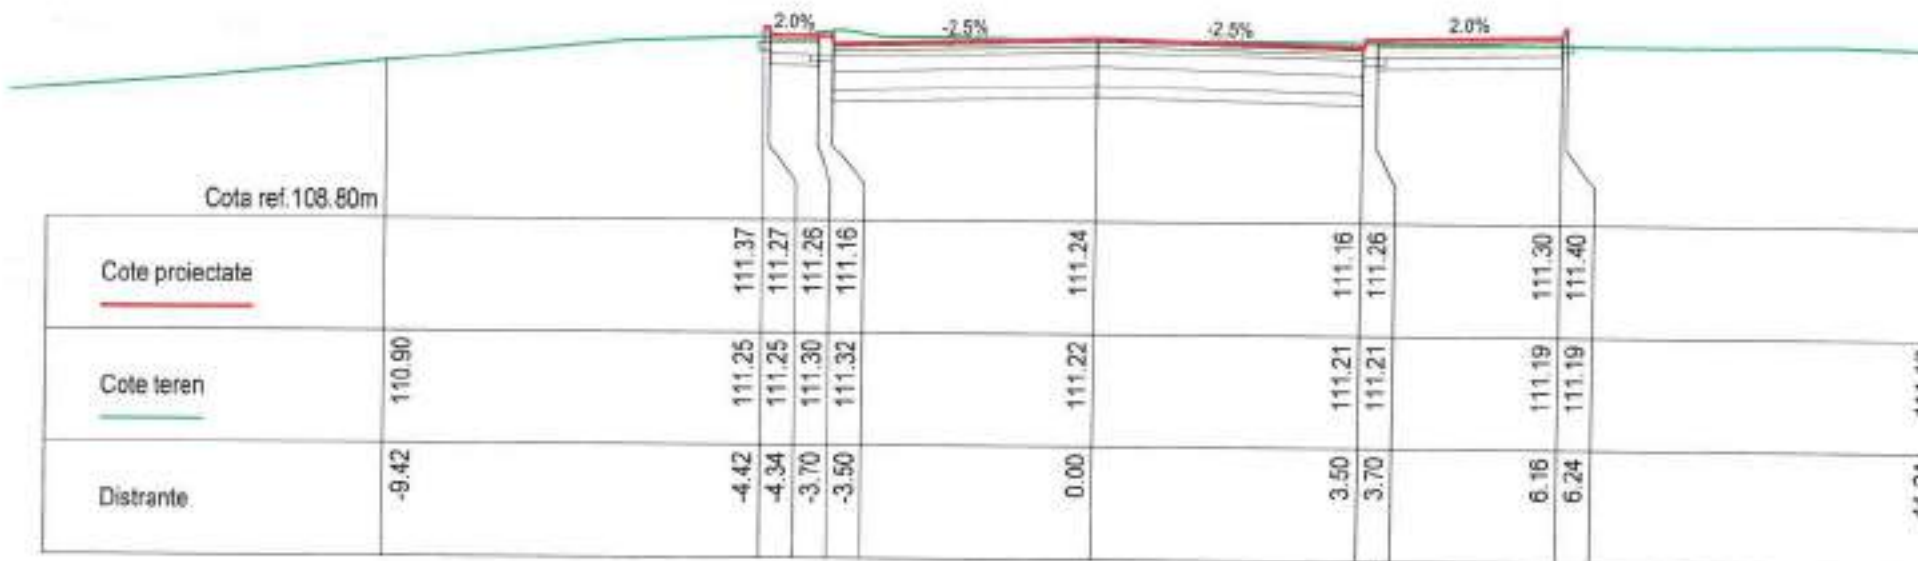 2.0% -2.5% -2.5% 2.0%
Cota ref.108.80m
Cote proiectate 111.37 111.27 111.26 111.16 111.24 111.16 111.26 111.30 111.40
Cote teren 110.90 111.25 111.25 111.30 111.32 111.22 111.21 111.21 111.19 111.19
Distrante -9.42 -4.42 -4.34 -3.70 -3.50 0.00 3.50 3.70 6.16 6.24